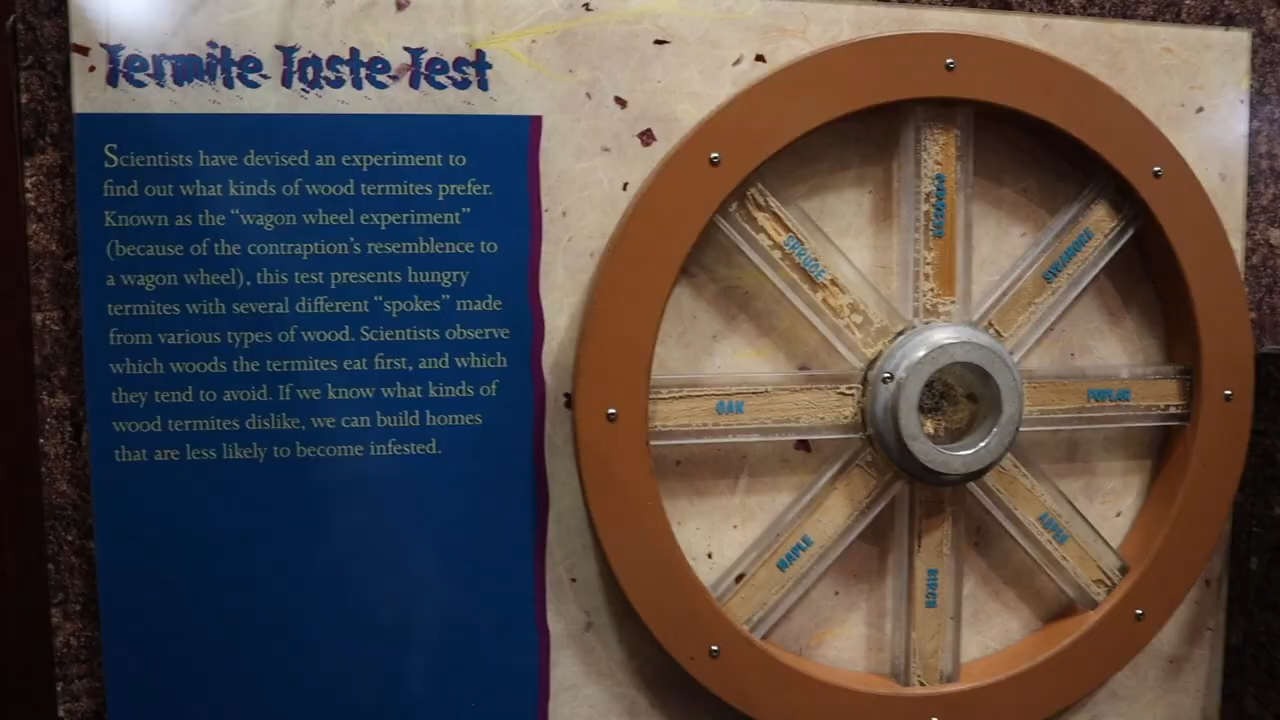 Termite Taste Test
Scientists have devised an experiment to
find out what kinds of wood termites prefer.
Known as the “wagon wheel experiment”
(because of the contraption’s resemblence to
a wagon wheel), this test presents hungry
termites with several different “spokes” made
from various types of wood. Scientists observe
which woods the termites eat first, and which
they tend to avoid. If we know what kinds of
wood termites dislike, we can build homes
that are less likely to become infested.
SPRUCE
SYCAMORE
OAK
POPLAR
MAPLE
BIRCH
ASPEN